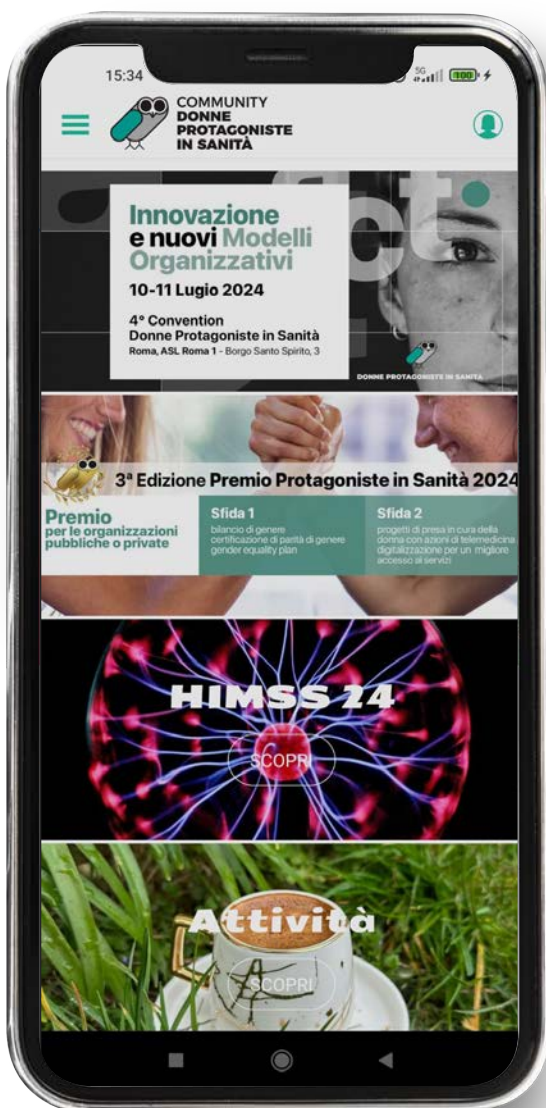 15:34
5G
100
COMMUNITY
DONNE
PROTAGONISTE
IN SANITÀ
Innovazione
e nuovi Modelli
Organizzativi
10-11 Luglio 2024
4° Convention
Donne Protagoniste in Sanità
Roma, ASL Roma 1 - Borgo Santo Spirito, 3
DONNE PROTAGONISTE IN SANITÀ
3ª Edizione Premio Protagoniste in Sanità 2024
Premio
per le organizzazioni
pubbliche o private
Sfida 1
bilancio di genere
certificazione di parità di genere
gender equality plan
Sfida 2
progetti di presa in cura della
donna con azioni di telemedicina
digitalizzazione per un migliore
accesso ai servizi
HIMSS 24
SCOPRI
Attività
SCOPRI